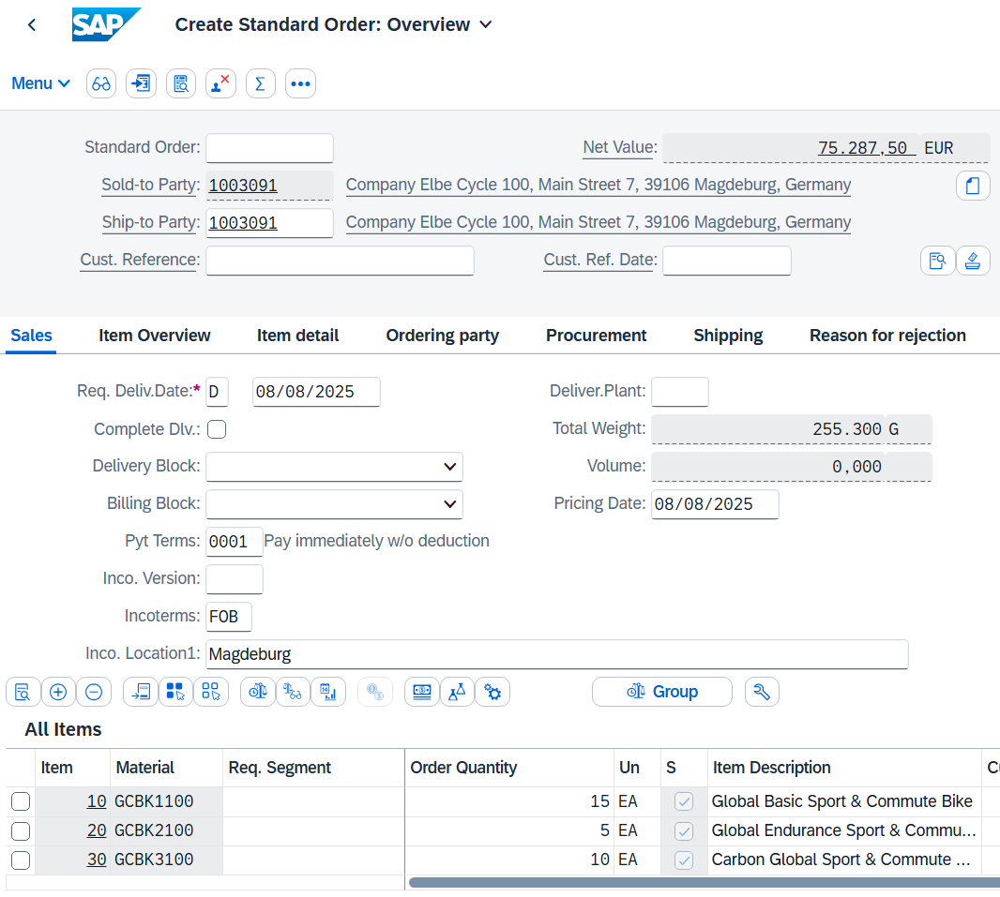 SAP Create Standard Order: Overview
Menu
Standard Order: Net Value: 75.287,50 EUR
Sold-to Party: 1003091 Company Elbe Cycle 100, Main Street 7, 39106 Magdeburg, Germany
Ship-to Party: 1003091 Company Elbe Cycle 100, Main Street 7, 39106 Magdeburg, Germany
Cust. Reference: Cust. Ref. Date:
Sales Item Overview Item detail Ordering party Procurement Shipping Reason for rejection
Req. Deliv.Date:* D 08/08/2025 Deliver.Plant:
Complete Dlv.: Total Weight: 255.300 G
Delivery Block: Volume: 0,000
Billing Block: Pricing Date: 08/08/2025
Pyt Terms: 0001 Pay immediately w/o deduction
Inco. Version:
Incoterms: FOB
Inco. Location1: Magdeburg
Group
All Items
Item Material Req. Segment Order Quantity Un S Item Description
10 GCBK1100 15 EA Global Basic Sport & Commute Bike
20 GCBK2100 5 EA Global Endurance Sport & Commu...
30 GCBK3100 10 EA Carbon Global Sport & Commute ...